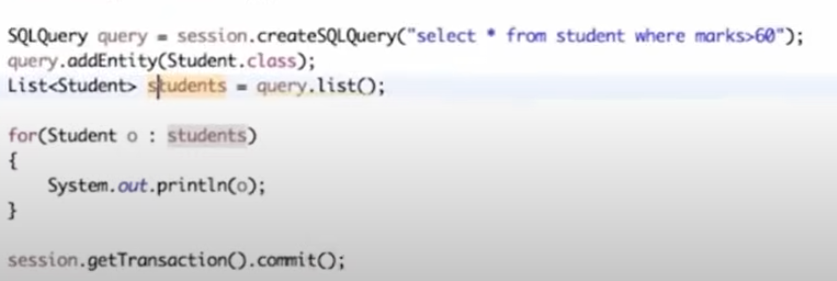 SQLQuery query = session.createSQLQuery("select * from student where marks>60");
query.addEntity(Student.class);
List<Student> students = query.list();
for(Student o : students)
{
System.out.println(o);
}
session.getTransaction().commit();